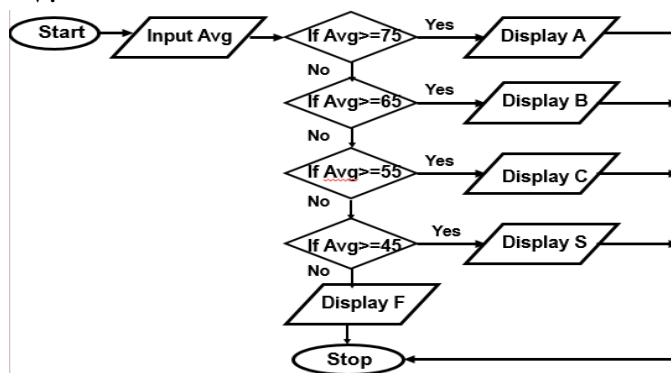 Start
Input Avg
If Avg>=75
Yes
Display A
No
If Avg>=65
Yes
Display B
No
If Avg>=55
Yes
Display C
No
If Avg>=45
Yes
Display S
No
Display F
Stop